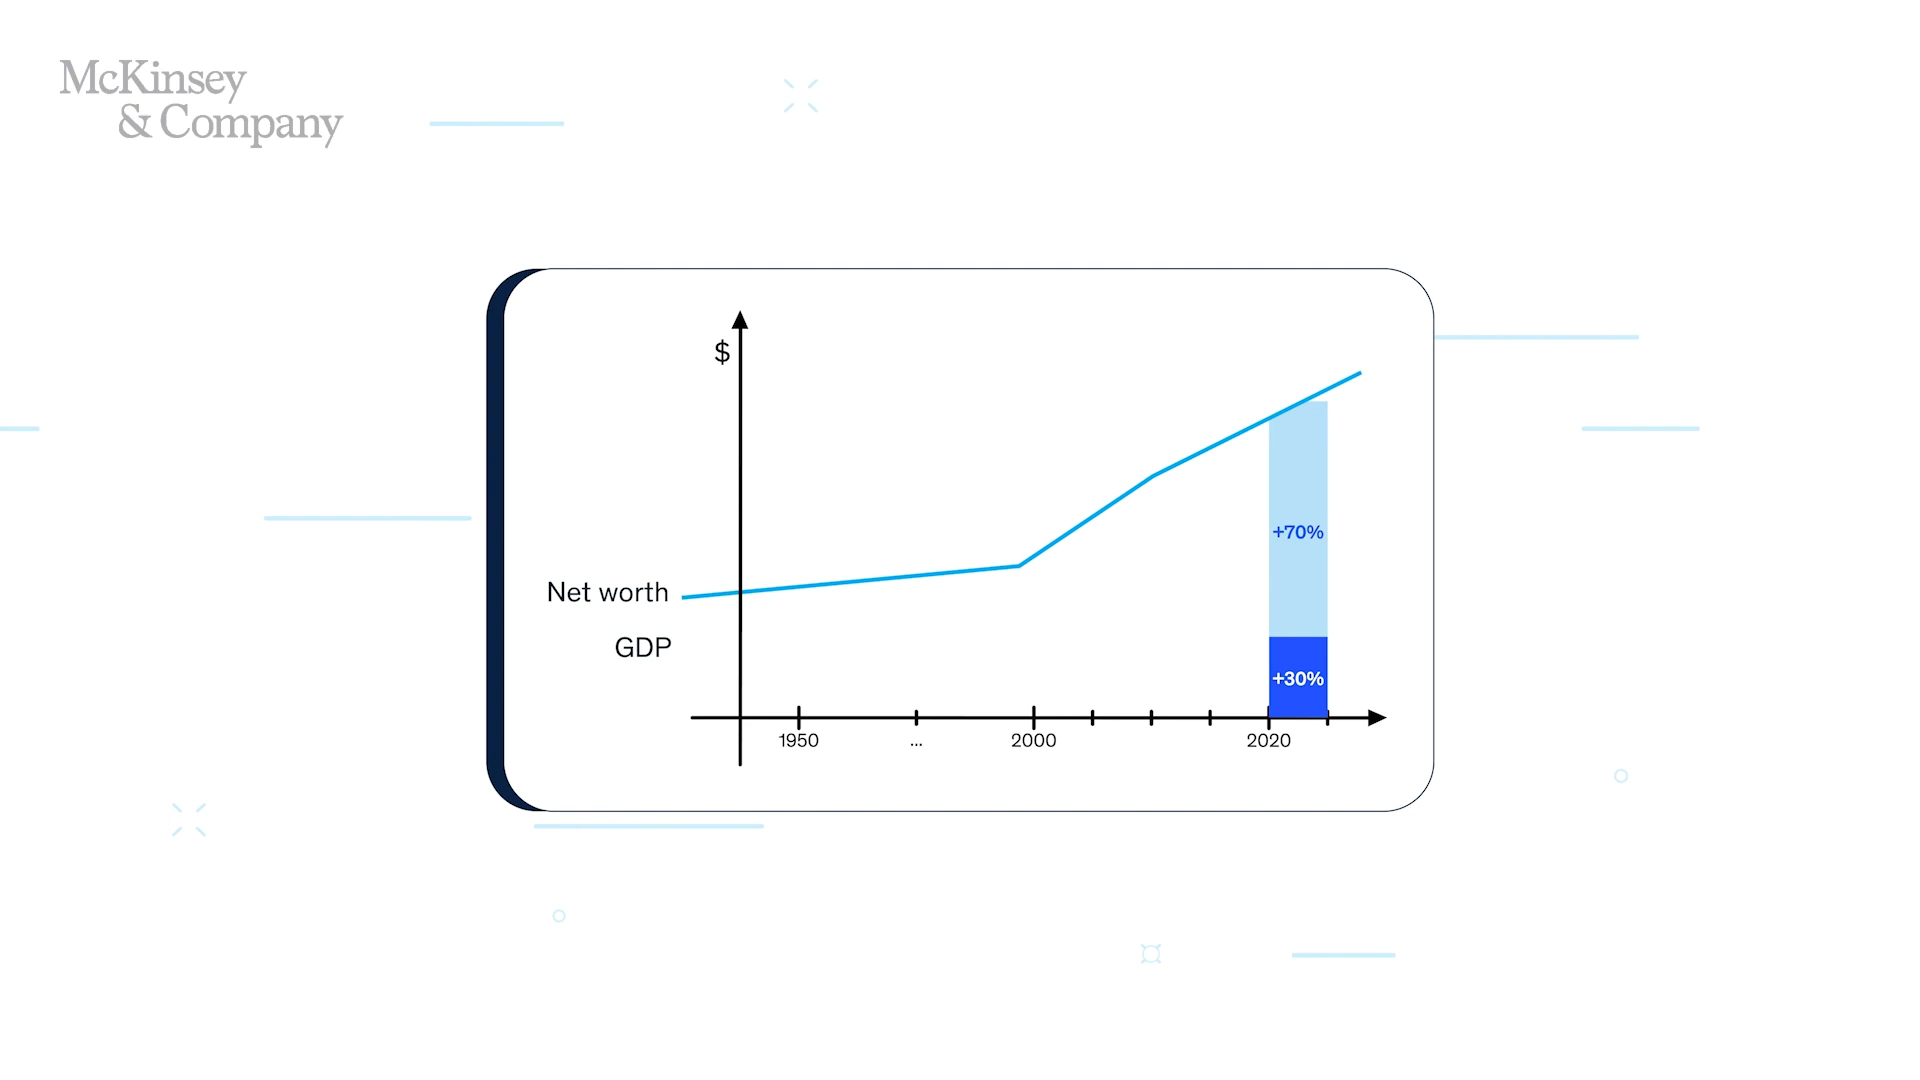 McKinsey
& Company
$
+70%
Net worth
GDP
+30%
1950
...
2000
2020